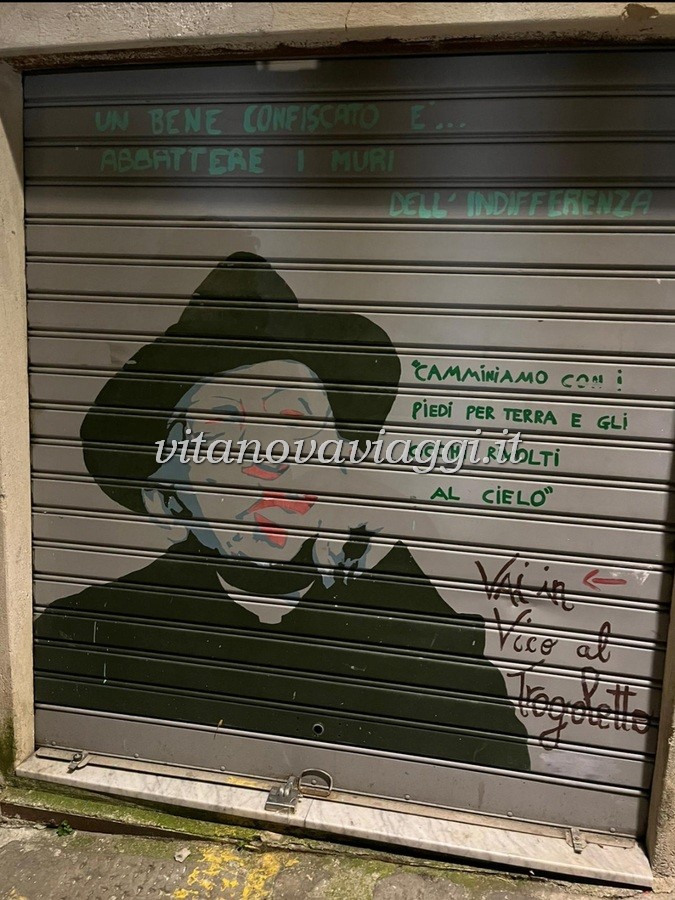 UN BENE CONFISCATO E'...
ABBATTERE I MURI
DELL'INDIFFERENZA
"CAMMINIAMO CON I
PIEDI PER TERRA E GLI
RIVOLTI
AL CIELO"
vitanovaviaggi.it
Vai in
Vico al
Trogoletto